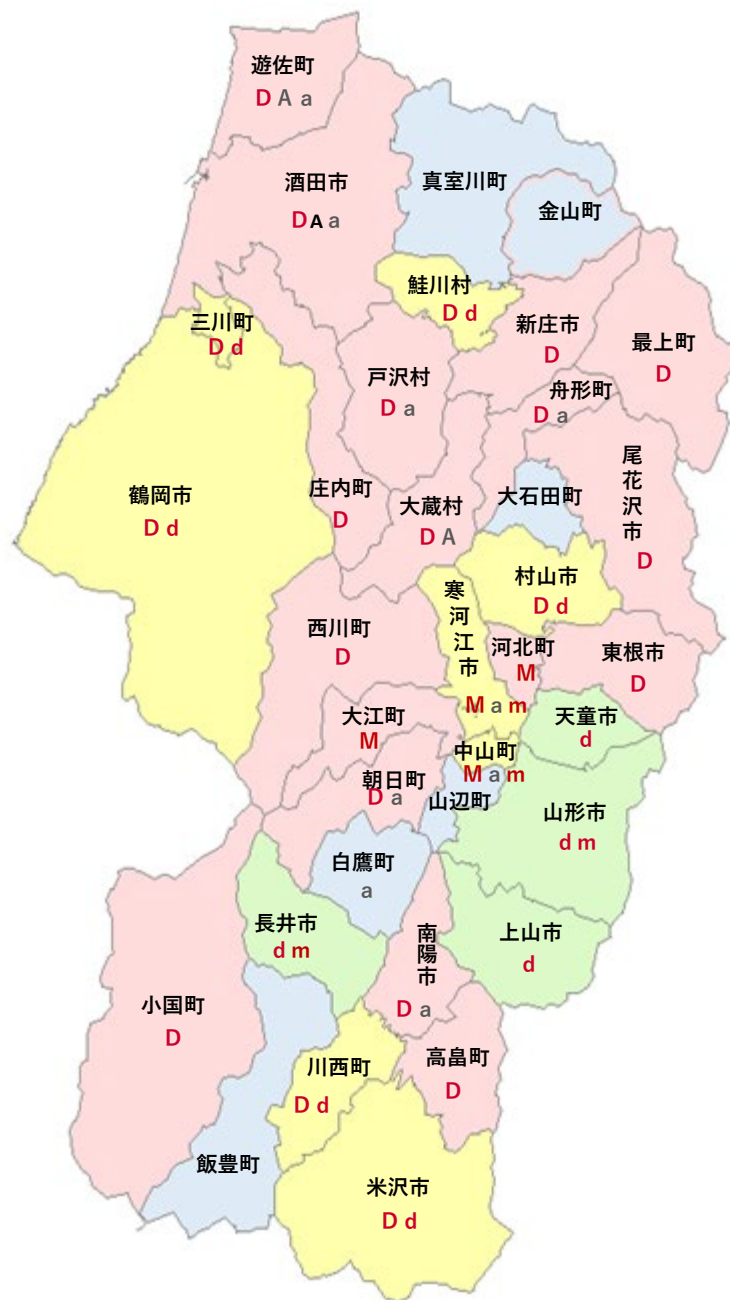 遊佐町
D A a
酒田市
D A a
真室川町
金山町
鮭川村
D d
三川町
D d
新庄市
D
最上町
D
戸沢村
D a
舟形町
D a
尾花沢市
D
鶴岡市
D d
庄内町
D
大蔵村
D A
大石田町
村山市
D d
寒河江市
M a m
西川町
D
河北町
M
東根市
D
大江町
M
天童市
d
中山町
M a m
朝日町
D a
山辺町
山形市
d m
白鷹町
a
長井市
d m
南陽市
D a
上山市
d
小国町
D
川西町
D d
高畠町
D
飯豊町
米沢市
D d